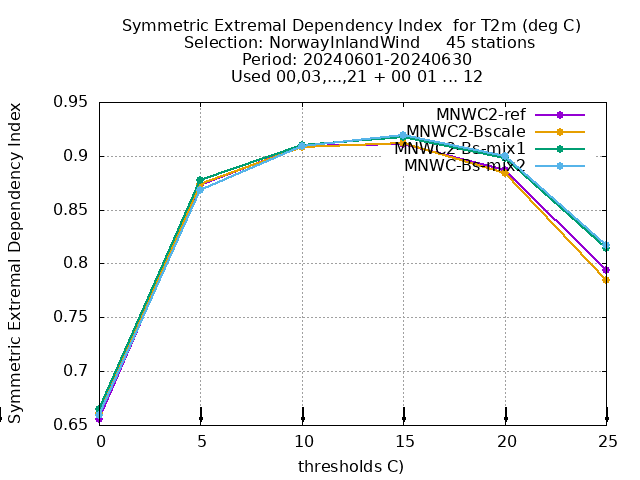 Symmetric Extremal Dependency Index  for T2m (deg C)
Selection: NorwayInlandWind     45 stations
Period: 20240601-20240630
Used 00,03,...,21 + 00 01 ... 12
Symmetric Extremal Dependency Index
0.95
0.9
0.85
0.8
0.75
0.7
0.65
MNWC2-ref
MNWC2-Bscale
MNWC2-Bs-mix1
MNWC-Bs-mix2
0 5 10 15 20 25
thresholds C)